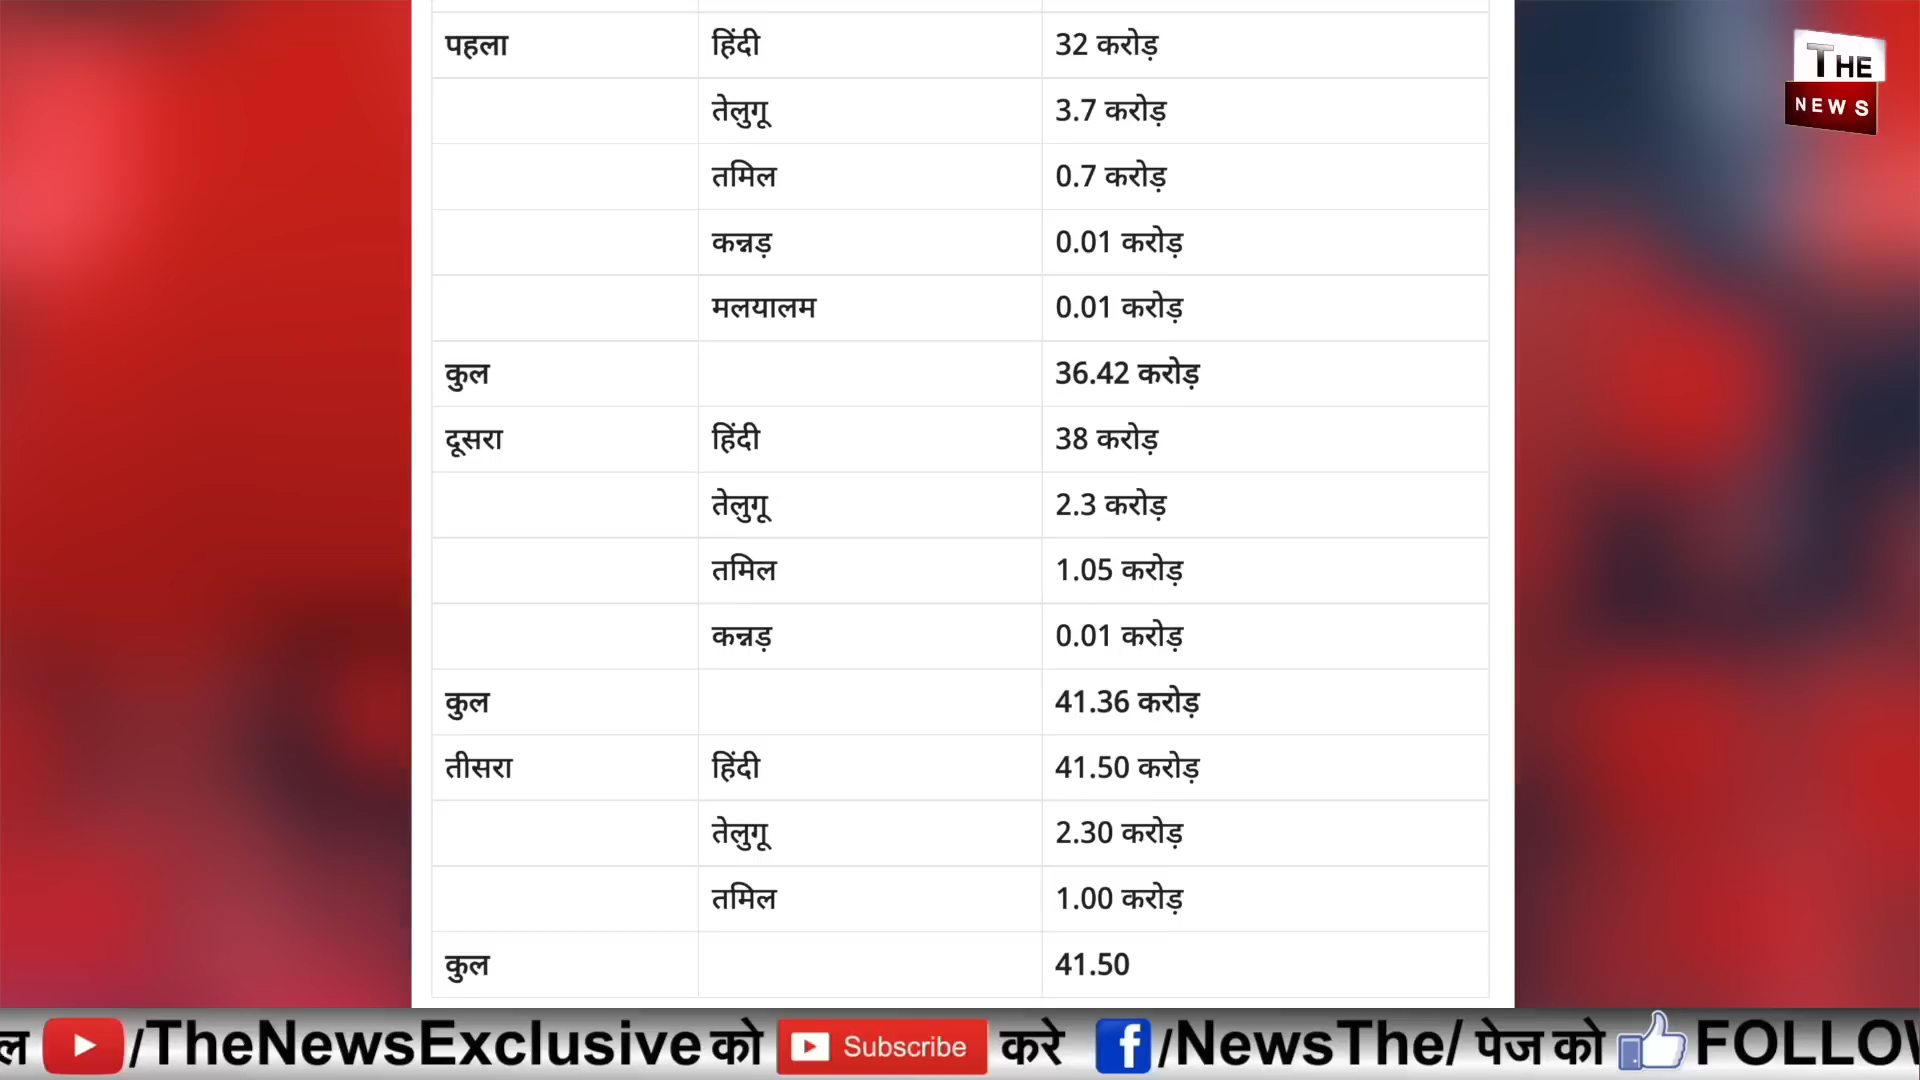 पहला हिंदी 32 करोड़
तेलुगू 3.7 करोड़
तमिल 0.7 करोड़
कन्नड़ 0.01 करोड़
मलयालम 0.01 करोड़
कुल 36.42 करोड़
दूसरा हिंदी 38 करोड़
तेलुगू 2.3 करोड़
तमिल 1.05 करोड़
कन्नड़ 0.01 करोड़
कुल 41.36 करोड़
तीसरा हिंदी 41.50 करोड़
तेलुगू 2.30 करोड़
तमिल 1.00 करोड़
कुल 41.50
THE
NEWS
ल /TheNewsExclusive को Subscribe करे /NewsThe/ पेज को FOLLOW